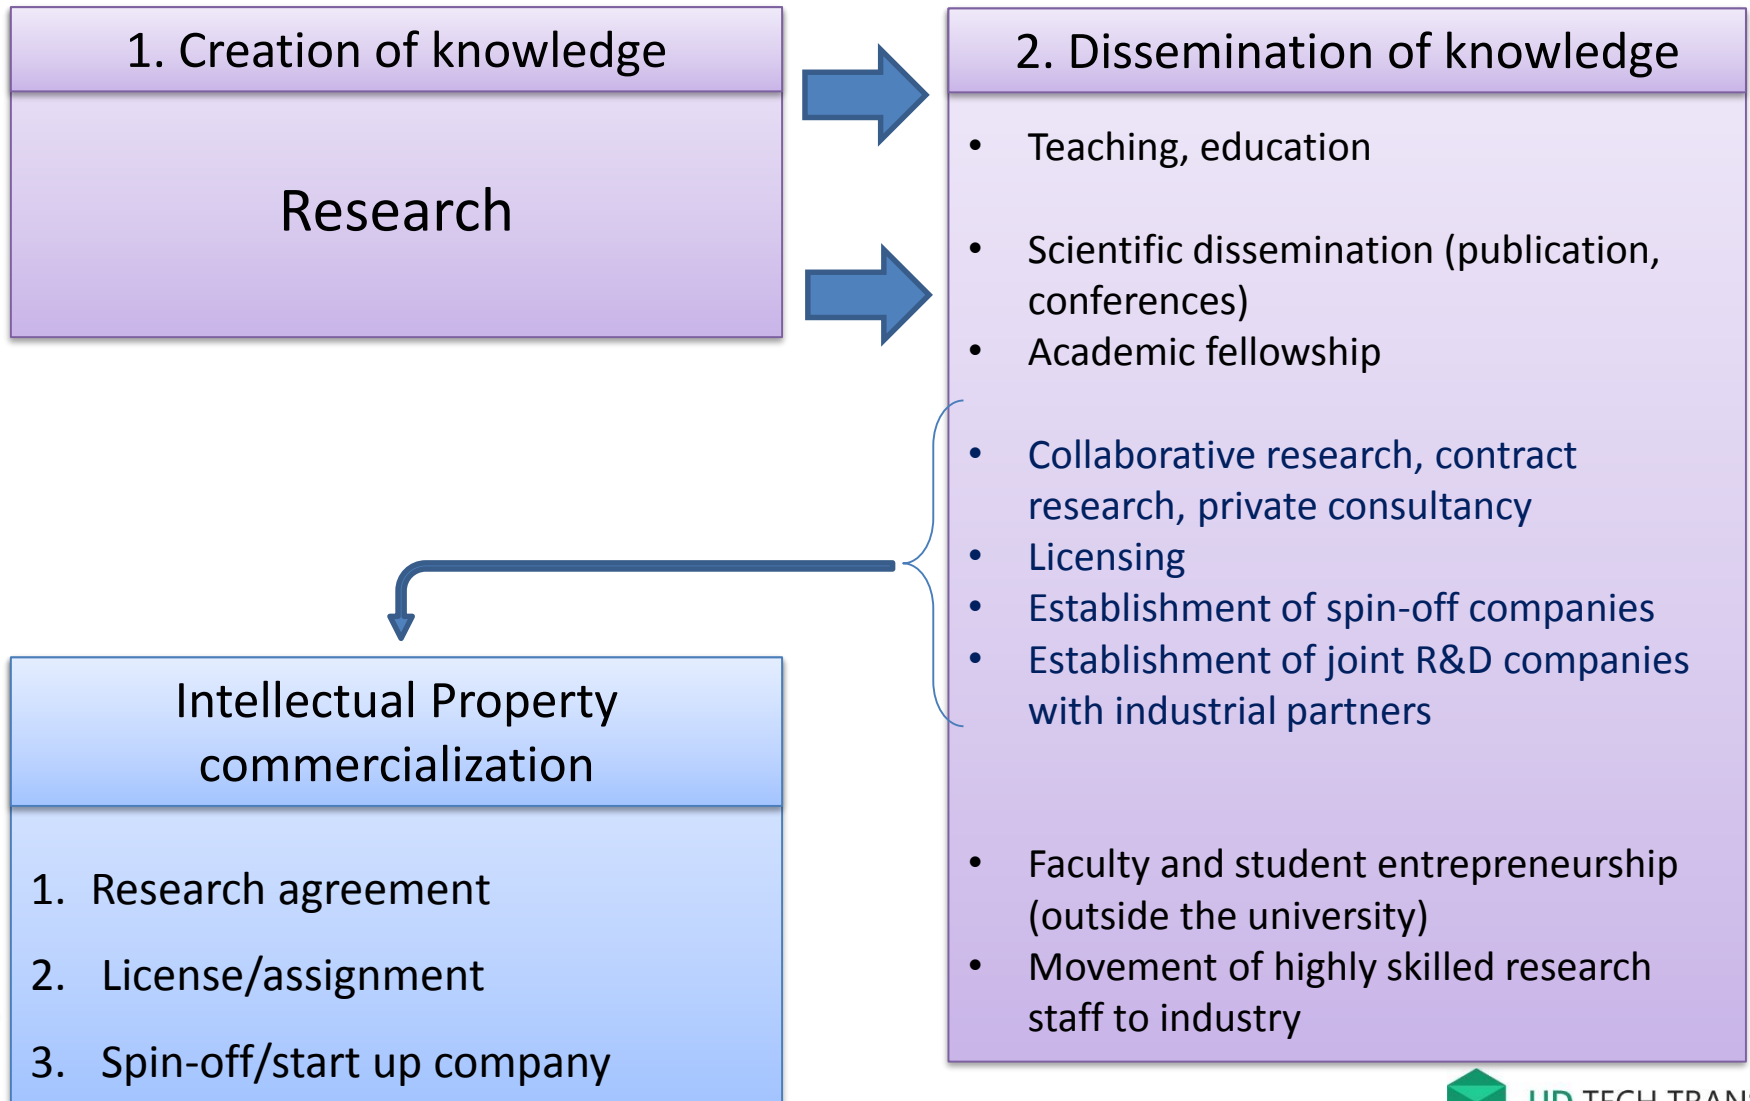 1. Creation of knowledge
Research
2. Dissemination of knowledge
• Teaching, education
• Scientific dissemination (publication,
conferences)
• Academic fellowship
• Collaborative research, contract
research, private consultancy
• Licensing
• Establishment of spin-off companies
• Establishment of joint R&D companies
with industrial partners
• Faculty and student entrepreneurship
(outside the university)
• Movement of highly skilled research
staff to industry
Intellectual Property
commercialization
1. Research agreement
2. License/assignment
3. Spin-off/start up company
TECH